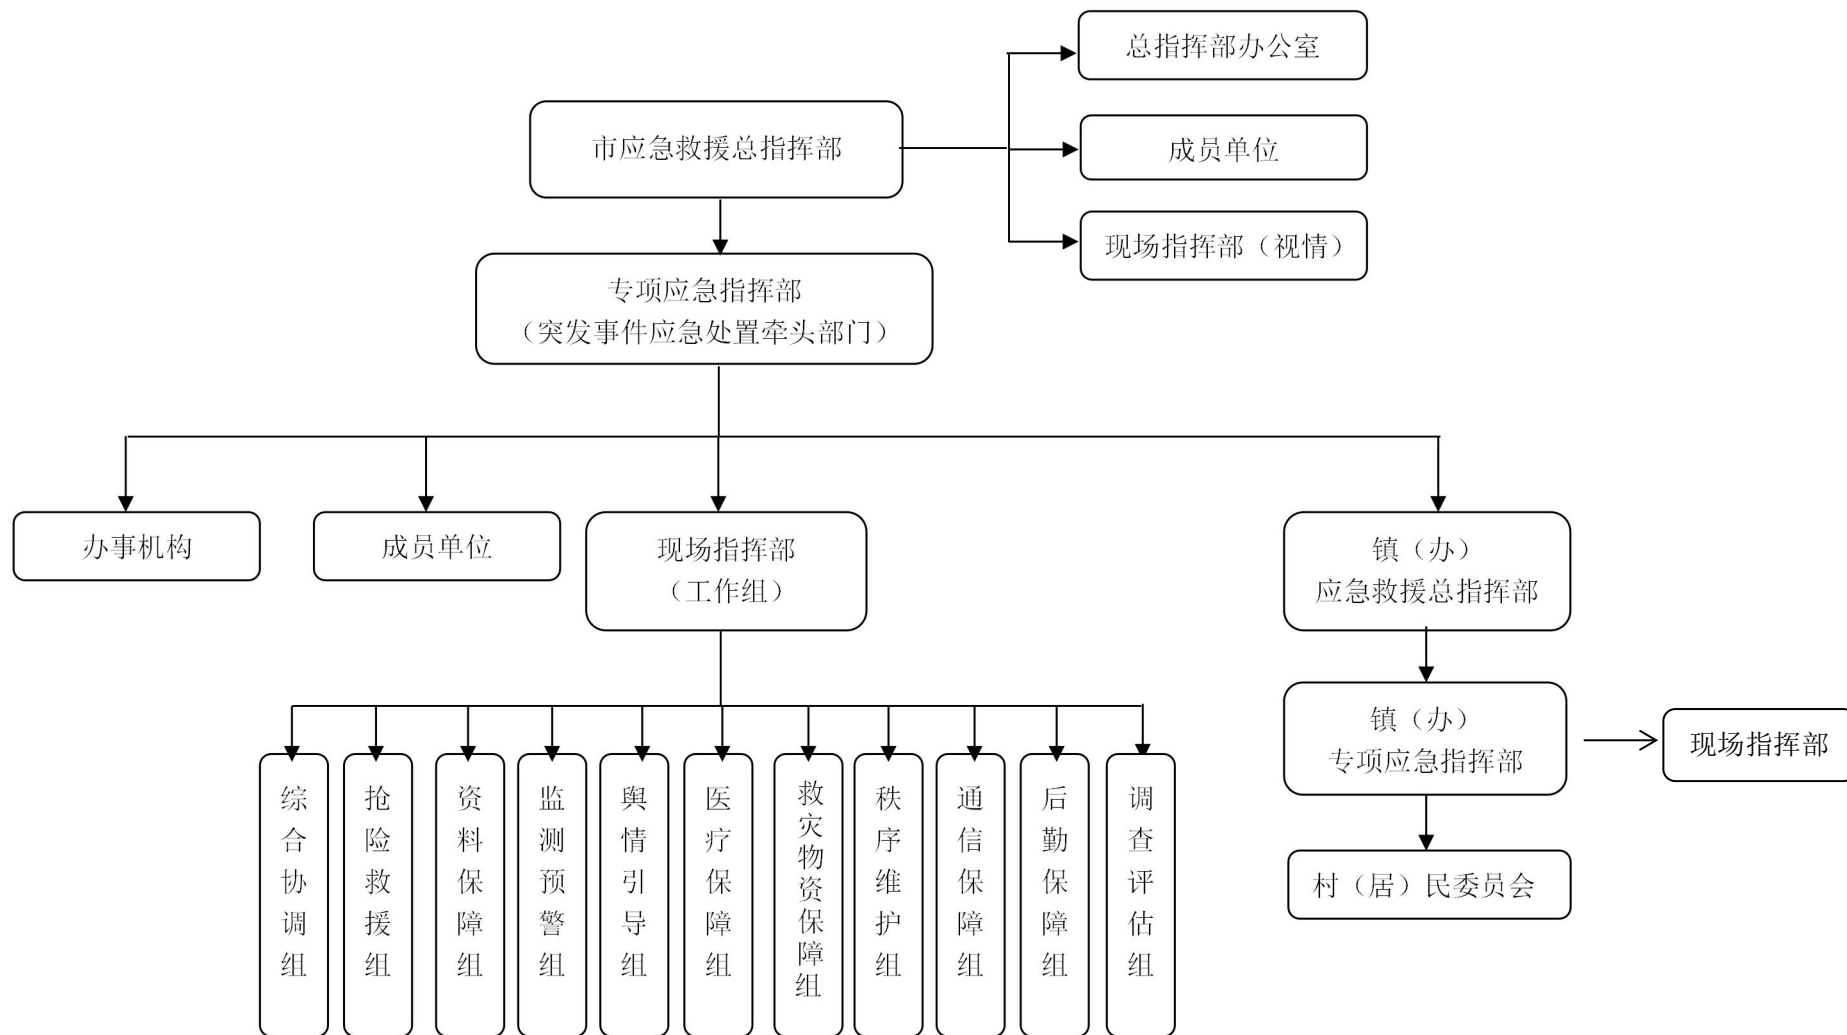 总指挥部办公室
市应急救援总指挥部
成员单位
现场指挥部（视情）
专项应急指挥部
（突发事件应急处置牵头部门）
办事机构
成员单位
现场指挥部
（工作组）
镇（办）
应急救援总指挥部
镇（办）
专项应急指挥部
现场指挥部
村（居）民委员会
综合协调组
抢险救援组
资料保障组
监测预警组
舆情引导组
医疗保障组
救灾物资保障组
秩序维护组
通信保障组
后勤保障组
调查评估组